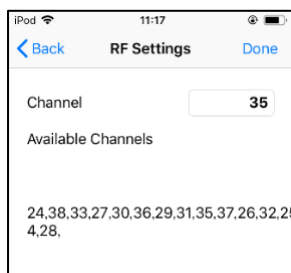 iPod 11:17
Back RF Settings Done
Channel 35
Available Channels
24,38,33,27,30,36,29,31,35,37,26,32,25
4,28,